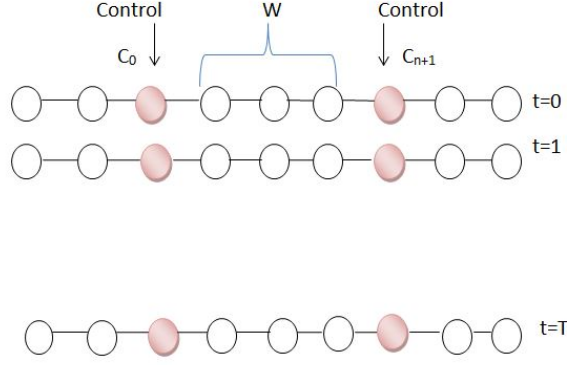 Control W Control
C₀ Cₙ₊₁
t=0
t=1
t=T